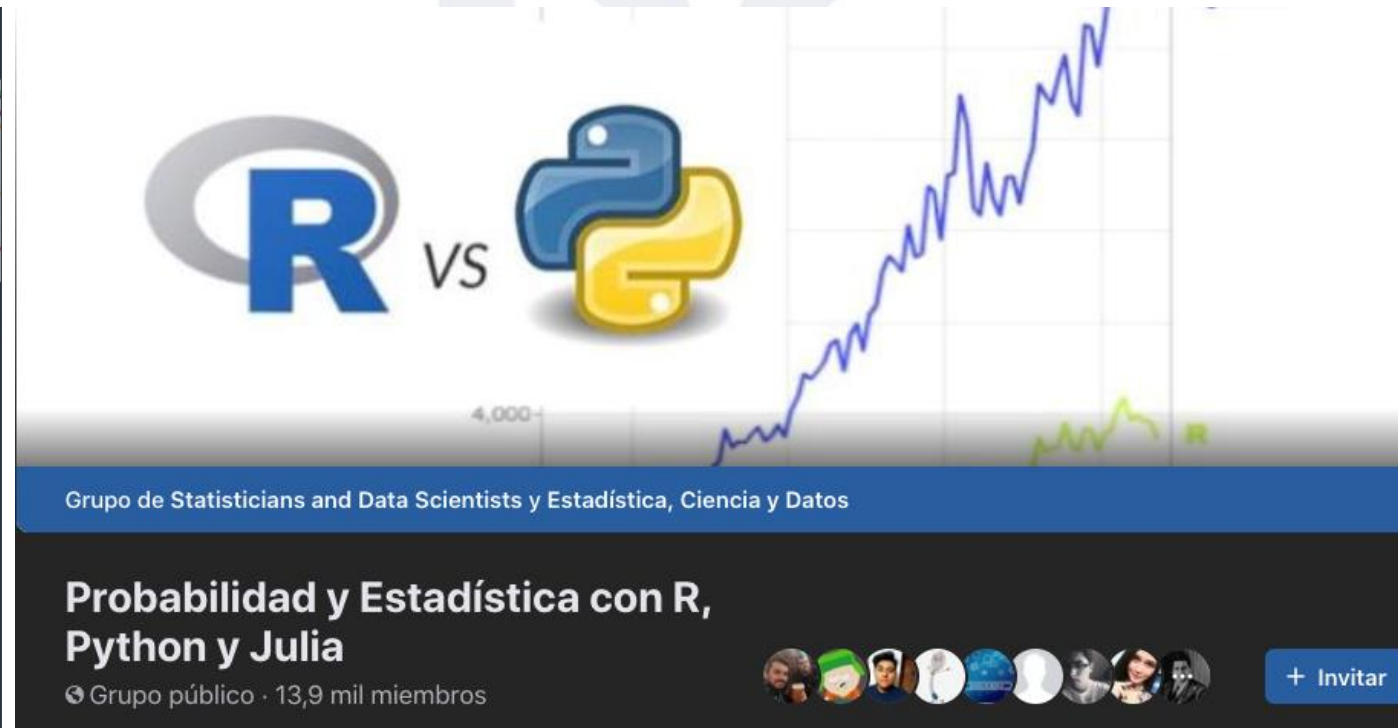 R
VS
4,000
R
Grupo de Statisticians and Data Scientists y Estadística, Ciencia y Datos
Probabilidad y Estadística con R,
Python y Julia
Grupo público · 13,9 mil miembros
+ Invitar